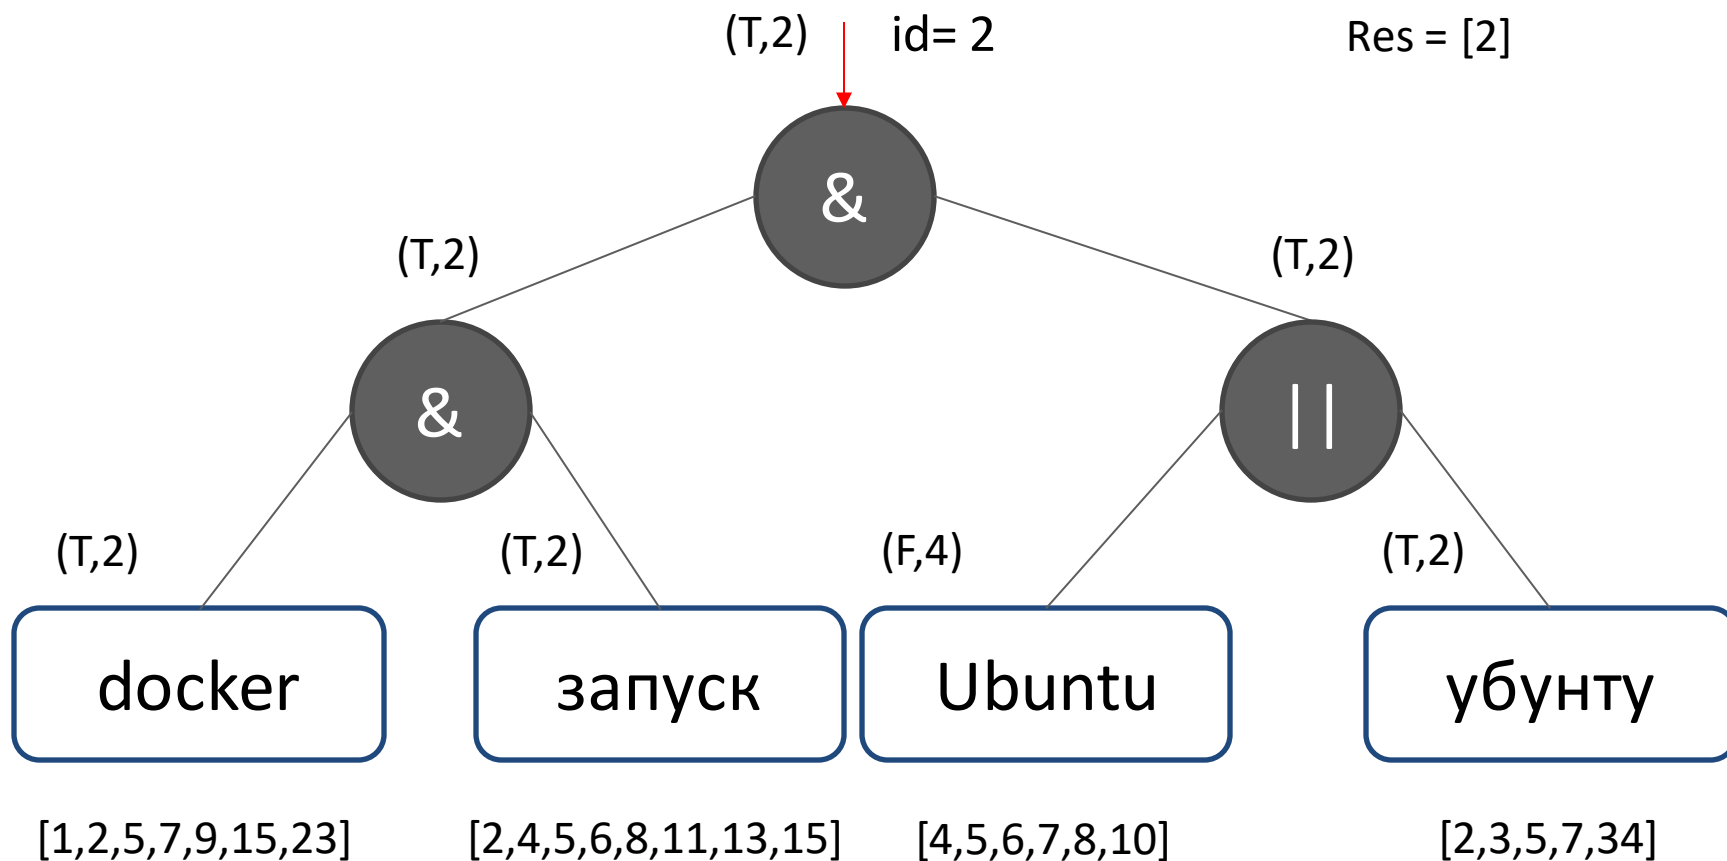 (T,2) id= 2 Res = [2]
&
(T,2) (T,2)
& ||
(T,2) (T,2) (F,4) (T,2)
docker запуск Ubuntu убунту
[1,2,5,7,9,15,23] [2,4,5,6,8,11,13,15] [4,5,6,7,8,10] [2,3,5,7,34]